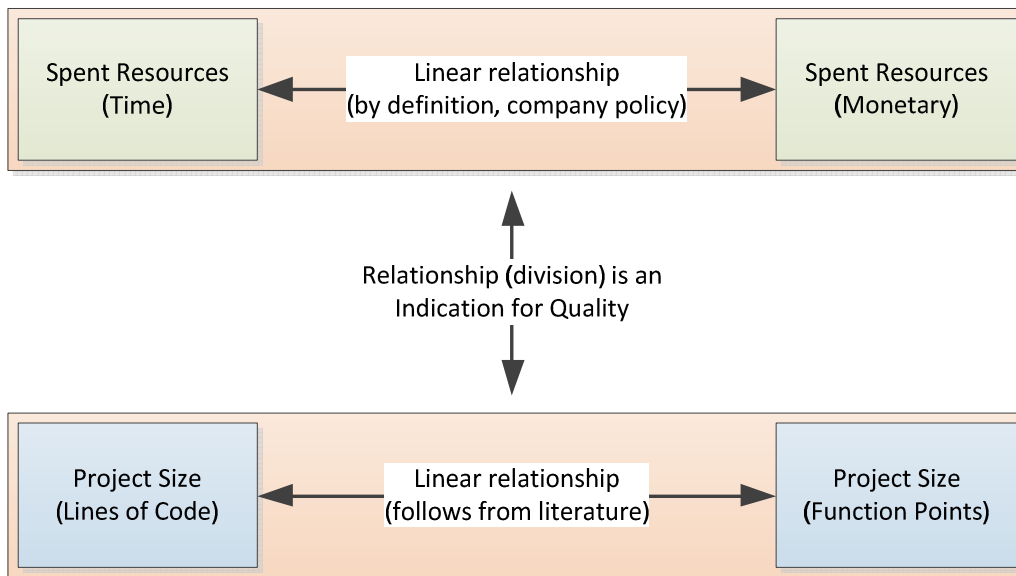 Spent Resources
(Time)
Linear relationship
(by definition, company policy)
Spent Resources
(Monetary)
Relationship (division) is an
Indication for Quality
Project Size
(Lines of Code)
Linear relationship
(follows from literature)
Project Size
(Function Points)